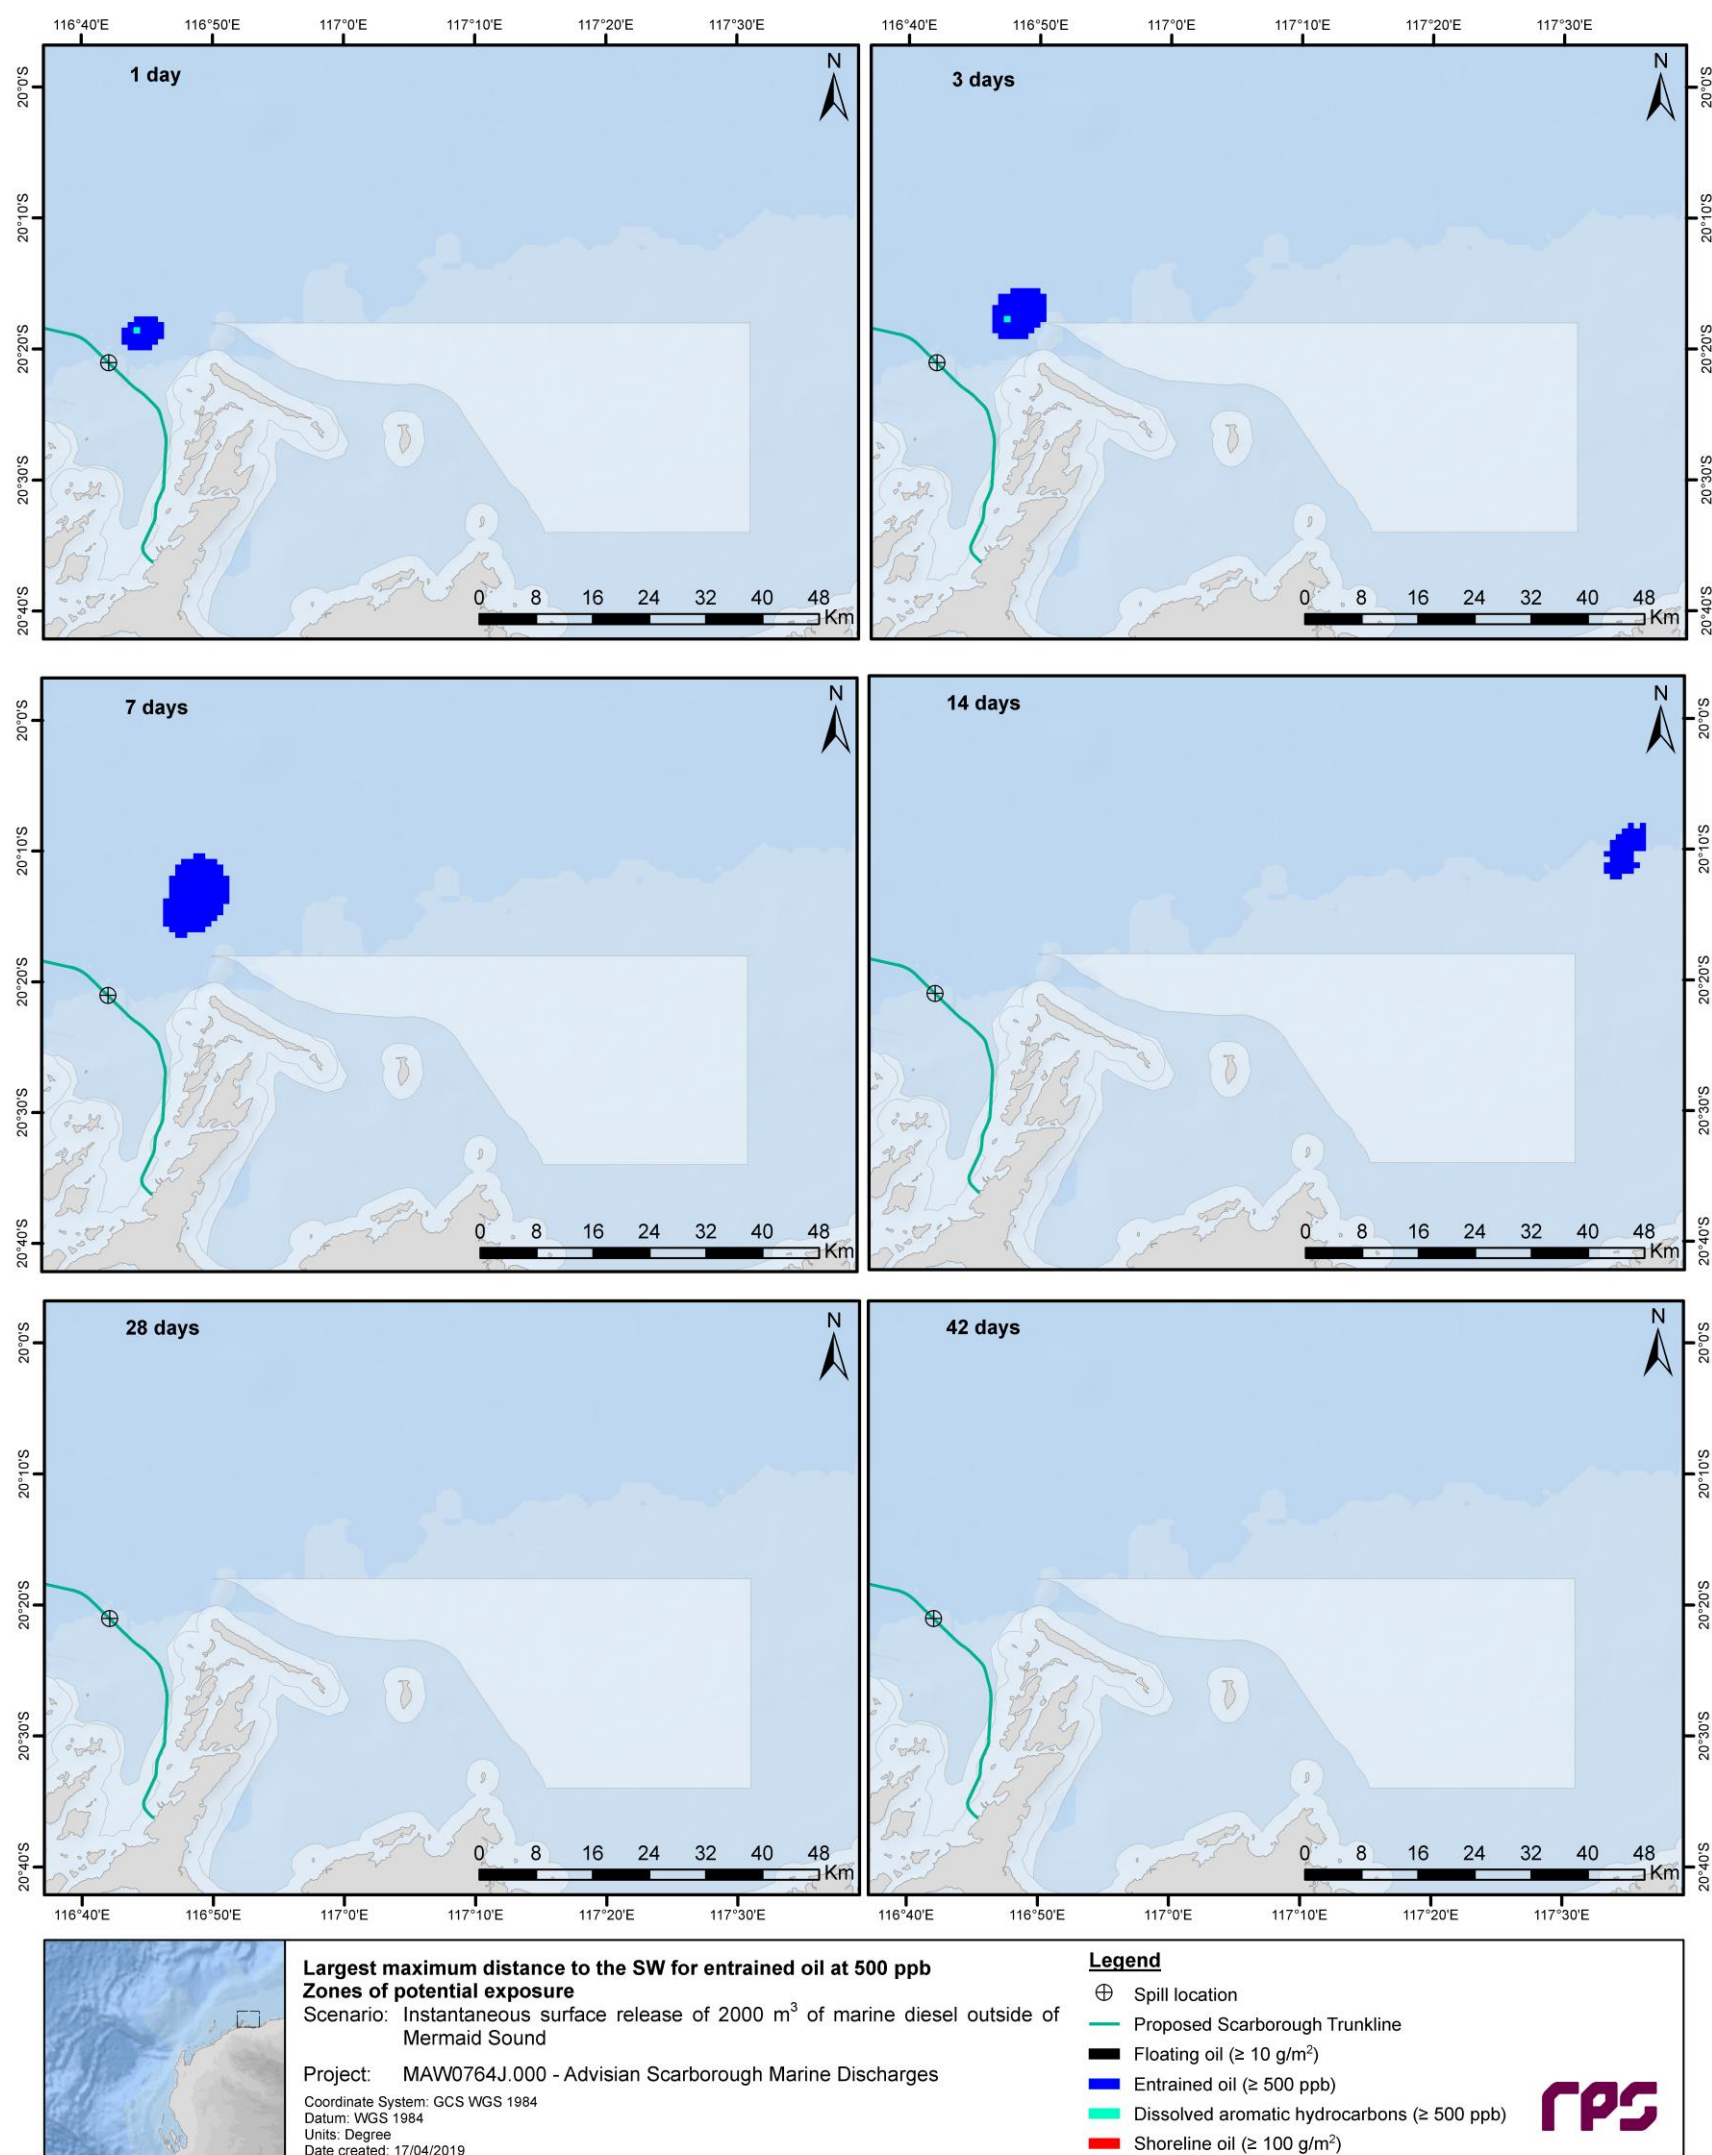 116°40'E 116°50'E 117°0'E 117°10'E 117°20'E 117°30'E
116°40'E 116°50'E 117°0'E 117°10'E 117°20'E 117°30'E
1 day
N
20°0'S
20°10'S
20°20'S
20°30'S
20°40'S
0 8 16 24 32 40 48
Km
3 days
N
20°0'S
20°10'S
20°20'S
20°30'S
20°40'S
0 8 16 24 32 40 48
Km
7 days
N
20°0'S
20°10'S
20°20'S
20°30'S
20°40'S
0 8 16 24 32 40 48
Km
14 days
N
20°0'S
20°10'S
20°20'S
20°30'S
20°40'S
0 8 16 24 32 40 48
Km
28 days
N
20°0'S
20°10'S
20°20'S
20°30'S
20°40'S
0 8 16 24 32 40 48
Km
42 days
N
20°0'S
20°10'S
20°20'S
20°30'S
20°40'S
0 8 16 24 32 40 48
Km
116°40'E 116°50'E 117°0'E 117°10'E 117°20'E 117°30'E
116°40'E 116°50'E 117°0'E 117°10'E 117°20'E 117°30'E
Largest maximum distance to the SW for entrained oil at 500 ppb
Zones of potential exposure
Scenario: Instantaneous surface release of 2000 m³ of marine diesel outside of
Mermaid Sound
Project: MAW0764J.000 - Advisian Scarborough Marine Discharges
Coordinate System: GCS WGS 1984
Datum: WGS 1984
Units: Degree
Date created: 17/04/2019
Legend
Spill location
Proposed Scarborough Trunkline
Floating oil (≥ 10 g/m²)
Entrained oil (≥ 500 ppb)
Dissolved aromatic hydrocarbons (≥ 500 ppb)
Shoreline oil (≥ 100 g/m²)
rps